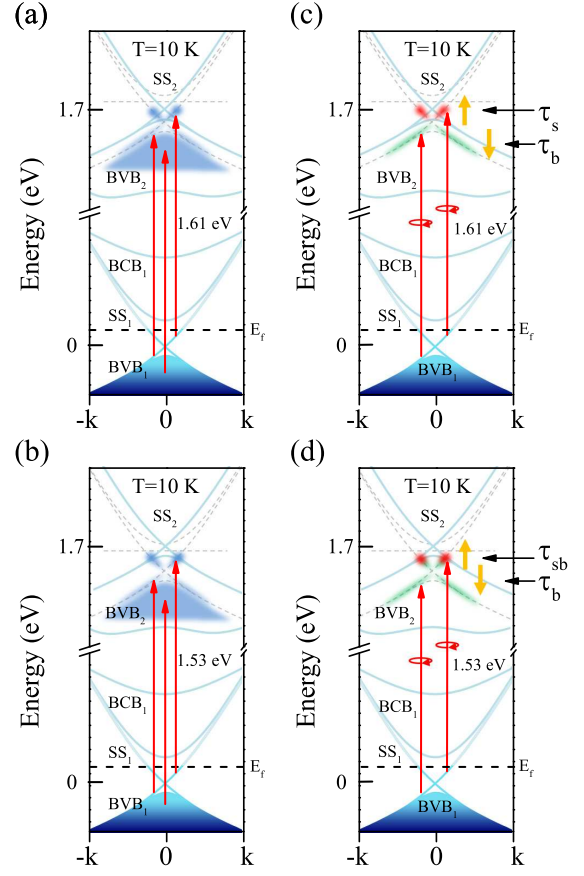 (a)
T=10 K
SS2
1.7
BVB2
1.61 eV
BCB1
SS1
Ef
0
BVB1
Energy (eV)
-k 0 k
(c)
T=10 K
SS2
1.7
τs
τb
BVB2
1.61 eV
BCB1
SS1
Ef
0
BVB1
Energy (eV)
-k 0 k
(b)
T=10 K
SS2
1.7
BVB2
1.53 eV
BCB1
SS1
Ef
0
BVB1
Energy (eV)
-k 0 k
(d)
T=10 K
SS2
1.7
τsb
τb
BVB2
1.53 eV
BCB1
SS1
Ef
0
BVB1
Energy (eV)
-k 0 k